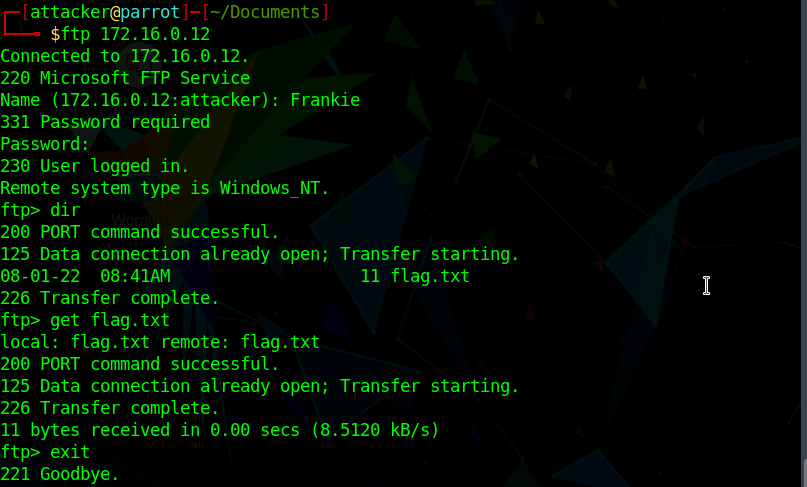 ┌─[attacker@parrot]─[~/Documents]
└──╼ $ftp 172.16.0.12
Connected to 172.16.0.12.
220 Microsoft FTP Service
Name (172.16.0.12:attacker): Frankie
331 Password required
Password:
230 User logged in.
Remote system type is Windows_NT.
ftp> dir
200 PORT command successful.
125 Data connection already open; Transfer starting.
08-01-22  08:41AM                   11 flag.txt
226 Transfer complete.
ftp> get flag.txt
local: flag.txt remote: flag.txt
200 PORT command successful.
125 Data connection already open; Transfer starting.
226 Transfer complete.
11 bytes received in 0.00 secs (8.5120 kB/s)
ftp> exit
221 Goodbye.